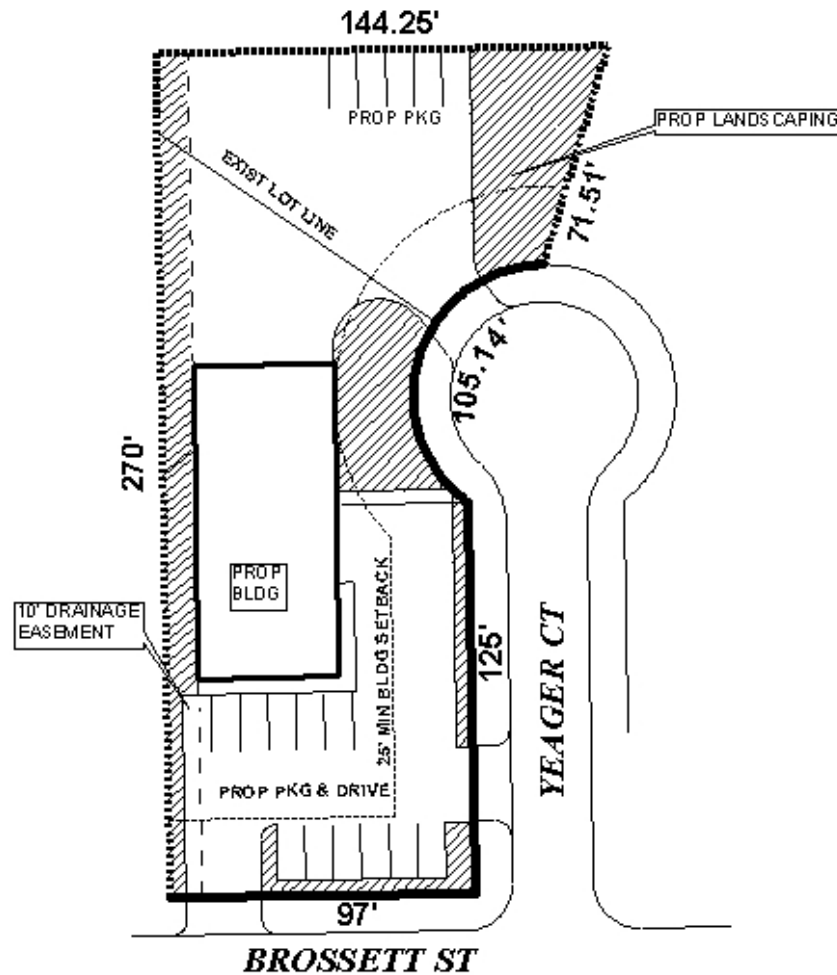 144.25'
PROP PKG
PROP LANDSCAPING
EXIST LOT LINE
71.51'
105.14'
270'
PROP
BLDG
10' DRAINAGE
EASEMENT
25' MIN BLDG SETBACK
125'
YEAGER CT
PROP PKG & DRIVE
97'
BROSSETT ST